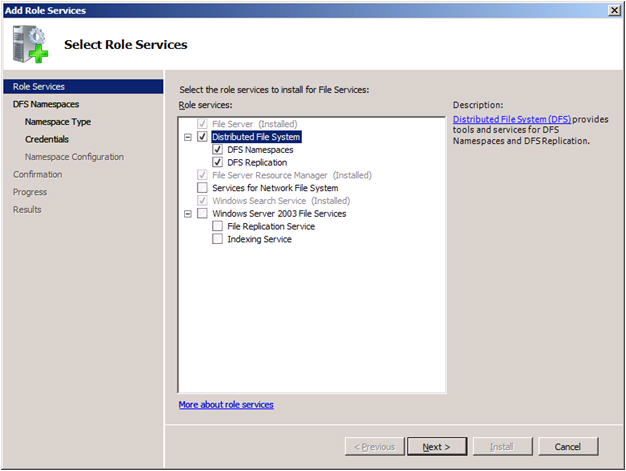 Add Role Services
Select Role Services
Role Services
DFS Namespaces
Namespace Type
Credentials
Namespace Configuration
Confirmation
Progress
Results
Select the role services to install for File Services:
Role services:
File Server (Installed)
Distributed File System
DFS Namespaces
DFS Replication
File Server Resource Manager (Installed)
Services for Network File System
Windows Search Service (Installed)
Windows Server 2003 File Services
File Replication Service
Indexing Service
More about role services
Description:
Distributed File System (DFS) provides
tools and services for DFS
Namespaces and DFS Replication.
< Previous
Next >
Install
Cancel